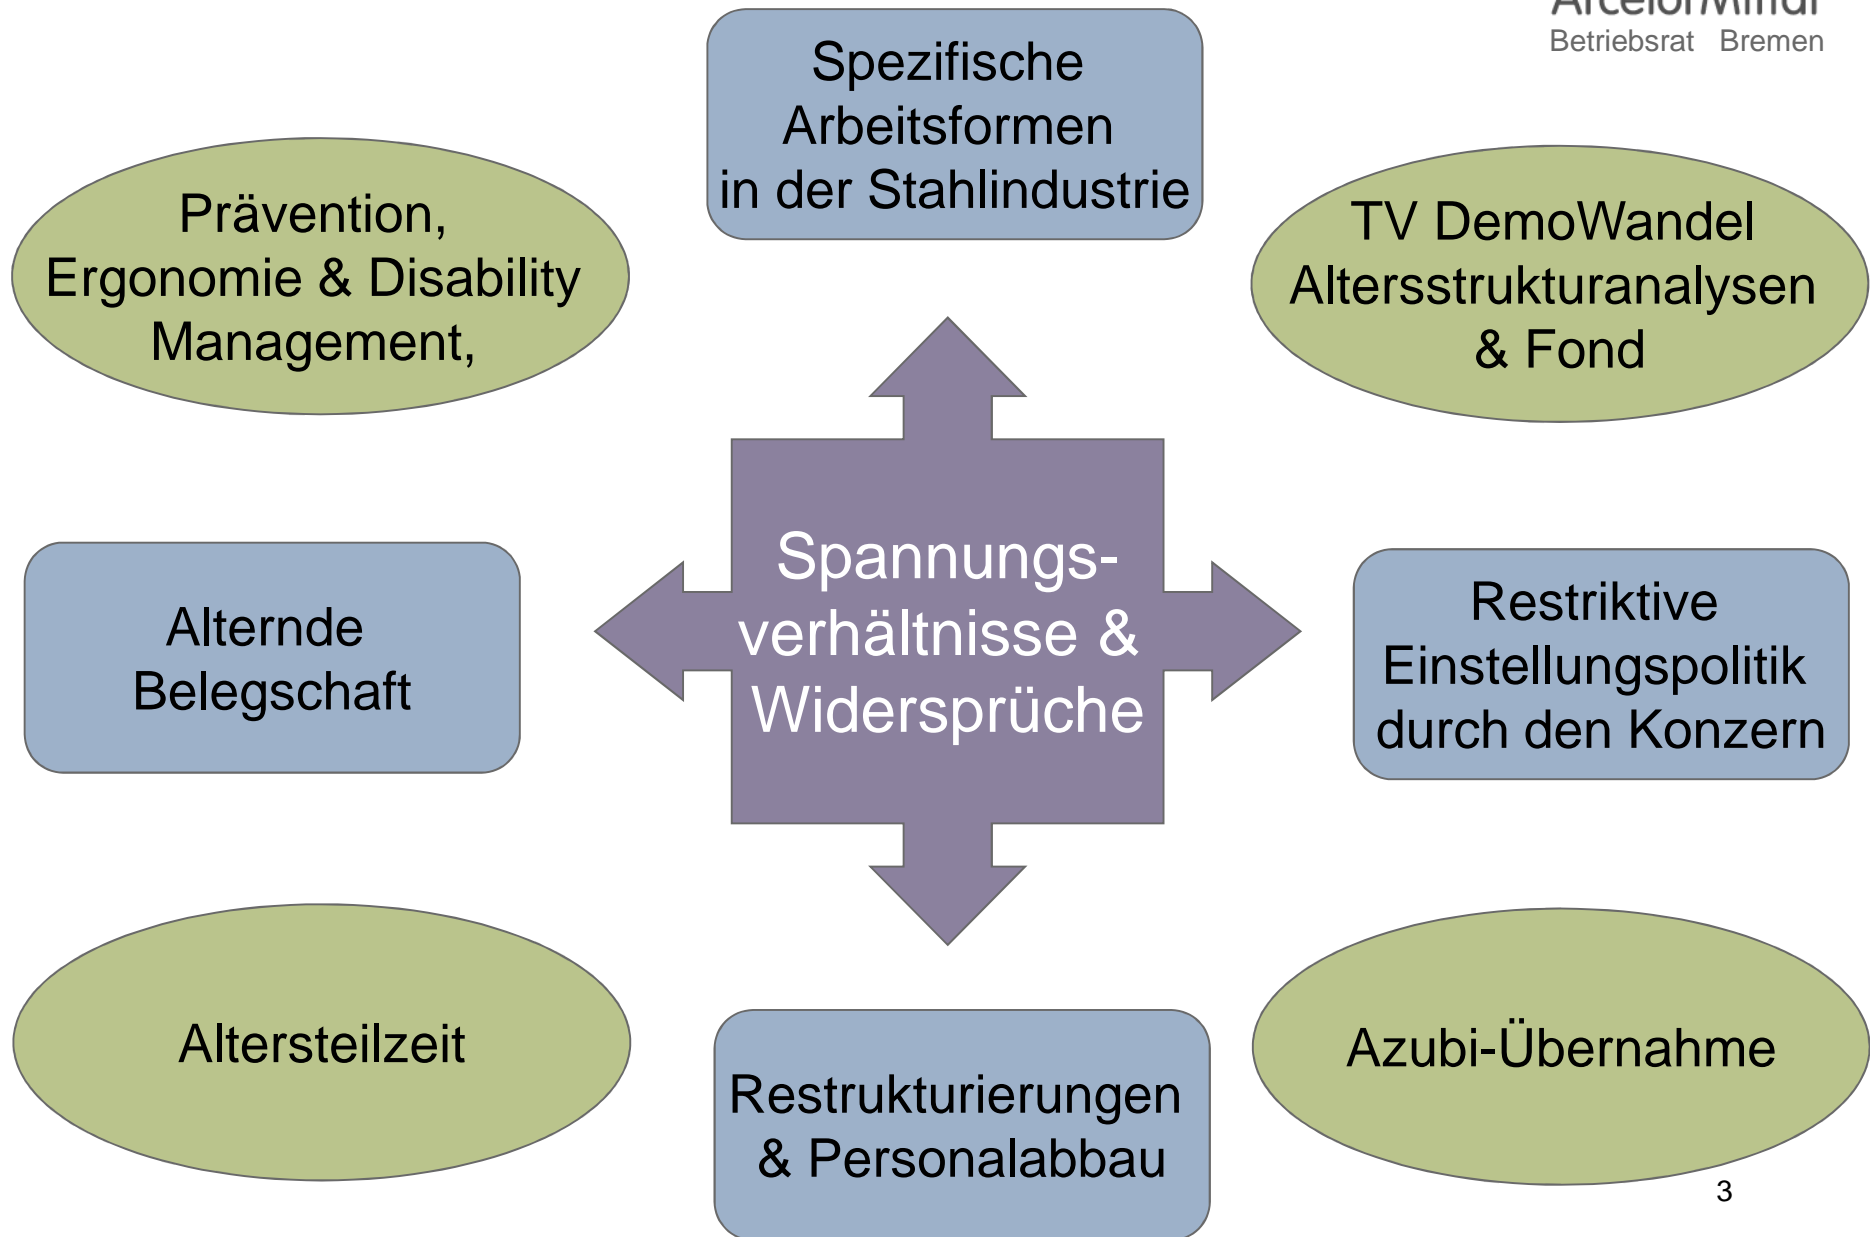 ArcelorMittal
Betriebsrat Bremen
Spezifische
Arbeitsformen
in der Stahlindustrie
Prävention,
Ergonomie & Disability
Management,
TV DemoWandel
Altersstrukturanalysen
& Fond
Spannungs-
verhältnisse &
Widersprüche
Alternde
Belegschaft
Restriktive
Einstellungspolitik
durch den Konzern
Altersteilzeit
Restrukturierungen
& Personalabbau
Azubi-Übernahme
3